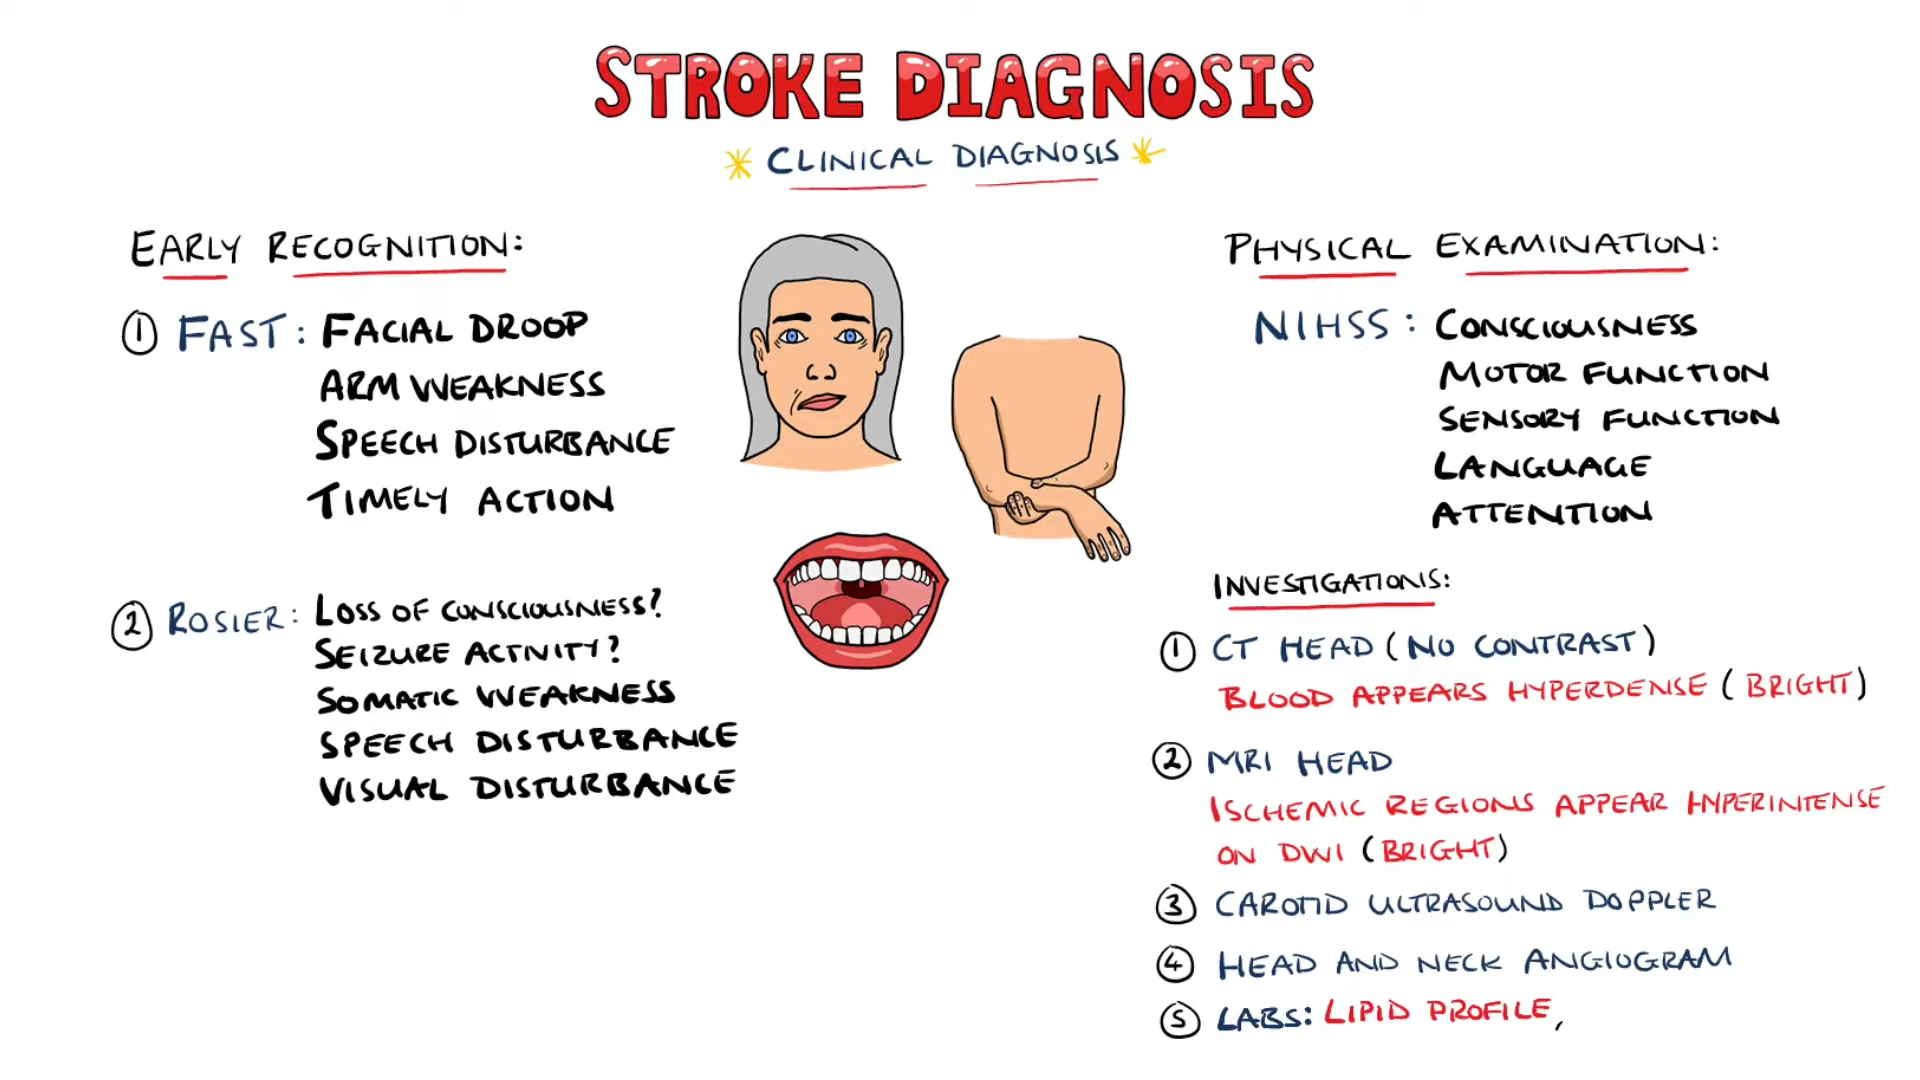 STROKE DIAGNOSIS
CLINICAL DIAGNOSIS
EARLY RECOGNITION:
1 FAST: FACIAL DROOP
ARM WEAKNESS
SPEECH DISTURBANCE
TIMELY ACTION
2 ROSIER: LOSS OF CONSCIOUSNESS?
SEIZURE ACTIVITY?
SOMATIC WEAKNESS
SPEECH DISTURBANCE
VISUAL DISTURBANCE
PHYSICAL EXAMINATION:
NIHSS: CONSCIOUSNESS
MOTOR FUNCTION
SENSORY FUNCTION
LANGUAGE
ATTENTION
INVESTIGATIONS:
1 CT HEAD (NO CONTRAST)
BLOOD APPEARS HYPERDENSE (BRIGHT)
2 MRI HEAD
ISCHEMIC REGIONS APPEAR HYPERINTENSE
ON DWI (BRIGHT)
3 CAROTID ULTRASOUND DOPPLER
4 HEAD AND NECK ANGIOGRAM
5 LABS: LIPID PROFILE,